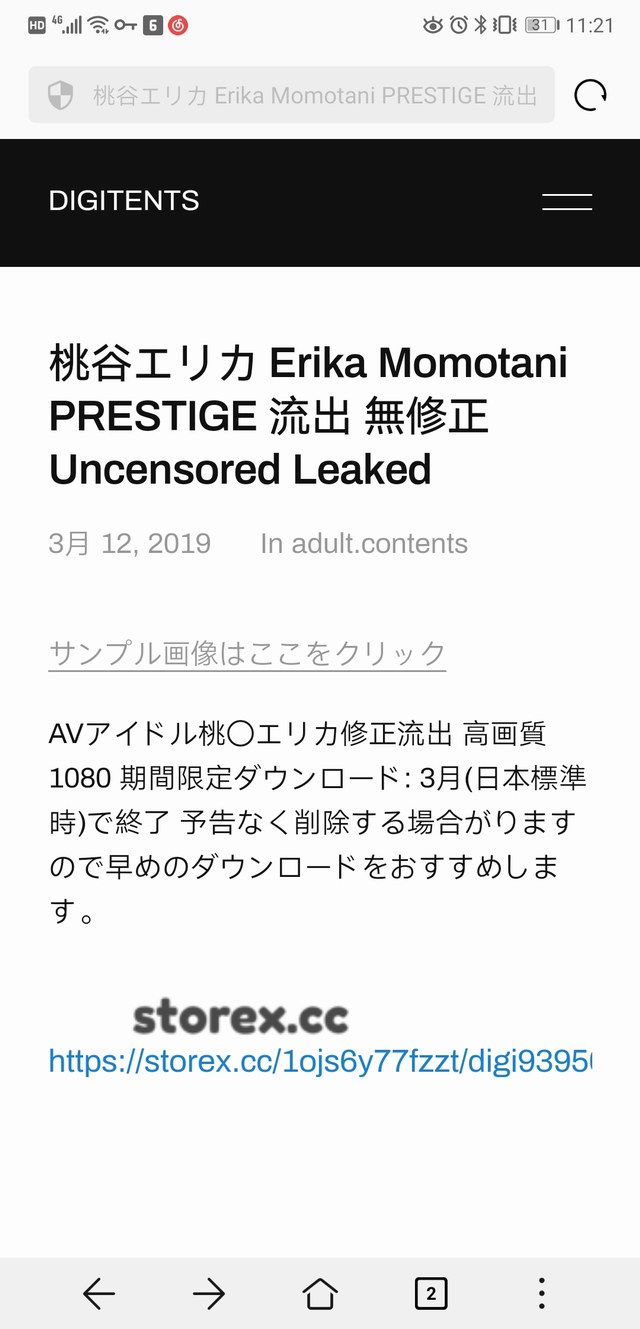 HD 4G 6 31 11:21
桃谷エリカ Erika Momotani PRESTIGE 流出
DIGITENTS
桃谷エリカ Erika Momotani
PRESTIGE 流出 無修正
Uncensored Leaked
3月 12, 2019 In adult.contents
サンプル画像はここをクリック
AVアイドル桃〇エリカ修正流出 高画質
1080 期間限定ダウンロード: 3月(日本標準
時)で終了 予告なく削除する場合がります
ので早めのダウンロードをおすすめしま
す。
storex.cc
https://storex.cc/1ojs6y77fzzt/digi9395
2